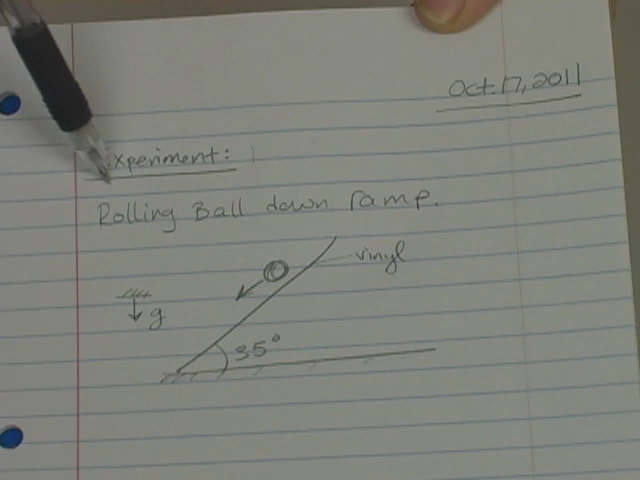 Oct.17,2011
Experiment:
Rolling Ball down ramp.
vinyl
g
35°